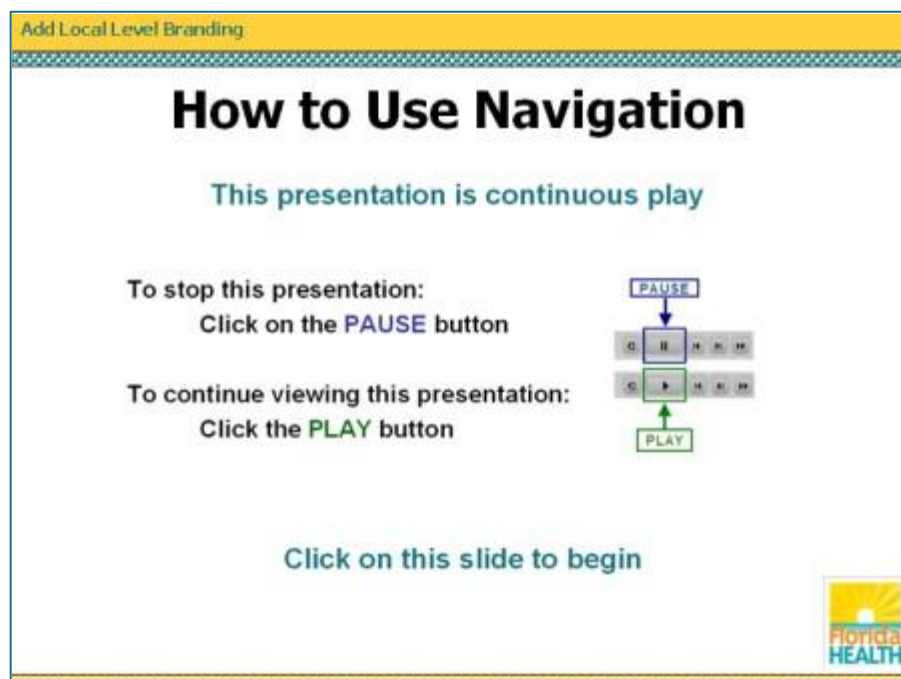 Add Local Level Branding
How to Use Navigation
This presentation is continuous play
To stop this presentation:
Click on the PAUSE button
PAUSE
To continue viewing this presentation:
Click the PLAY button
PLAY
Click on this slide to begin
Florida
HEALTH